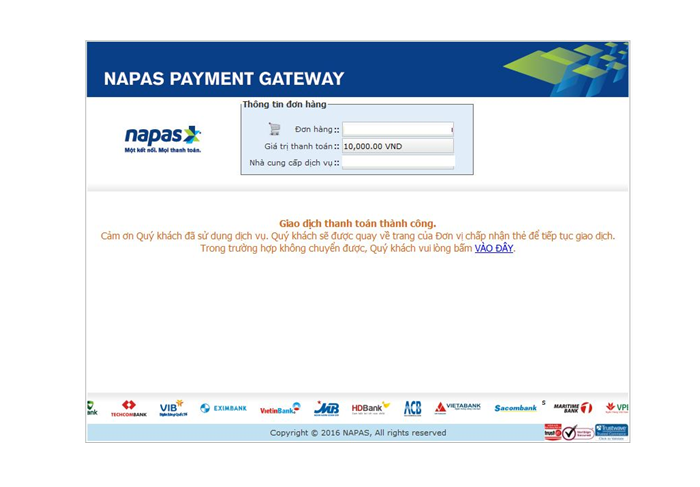 NAPAS PAYMENT GATEWAY
Thông tin đơn hàng
napas
Một kết nối. Mọi thanh toán.
Đơn hàng ::
Giá trị thanh toán :: 10,000.00 VND
Nhà cung cấp dịch vụ ::
Giao dịch thanh toán thành công.
Cảm ơn Quý khách đã sử dụng dịch vụ. Quý khách sẽ được quay về trang của Đơn vị chấp nhận thẻ để tiếp tục giao dịch.
Trong trường hợp không chuyển được, Quý khách vui lòng bấm VÀO ĐÂY.
ank TECHCOMBANK VIB EXIMBANK VietinBank MB HDBank ACB VIETABANK Sacombank S MARITIME BANK VPI
Copyright © 2016 NAPAS, All rights reserved
Trustwave